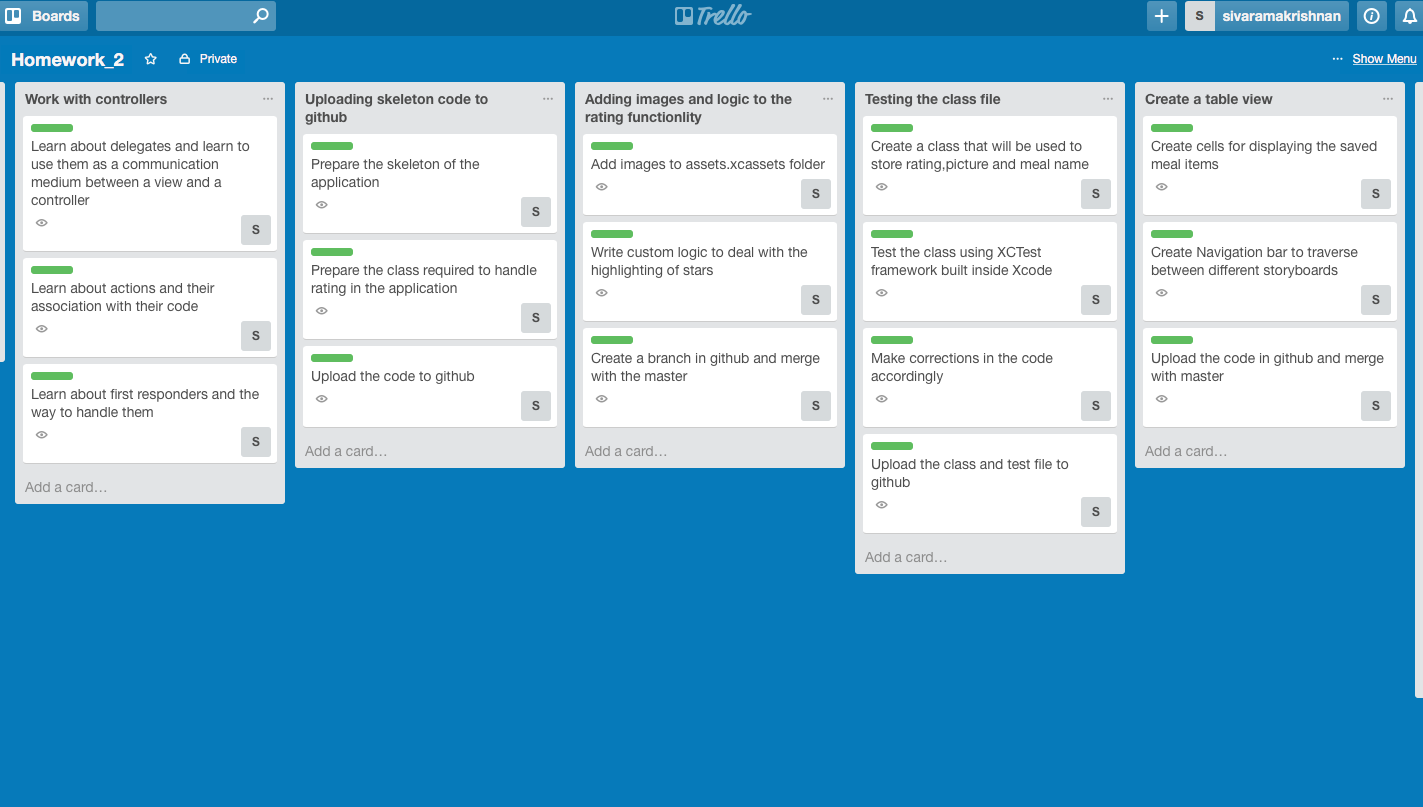 Boards
Trello
S
sivaramakrishnan
Homework_2
Private
... Show Menu
Work with controllers
Learn about delegates and learn to
use them as a communication
medium between a view and a
controller
S
Learn about actions and their
association with their code
S
Learn about first responders and the
way to handle them
S
Add a card…
Uploading skeleton code to
github
Prepare the skeleton of the
application
S
Prepare the class required to handle
rating in the application
S
Upload the code to github
S
Add a card…
Adding images and logic to the
rating functionlity
Add images to assets.xcassets folder
S
Write custom logic to deal with the
highlighting of stars
S
Create a branch in github and merge
with the master
S
Add a card…
Testing the class file
Create a class that will be used to
store rating,picture and meal name
S
Test the class using XCTest
framework built inside Xcode
S
Make corrections in the code
accordingly
S
Upload the class and test file to
github
S
Add a card…
Create a table view
Create cells for displaying the saved
meal items
S
Create Navigation bar to traverse
between different storyboards
S
Upload the code in github and merge
with master
S
Add a card…